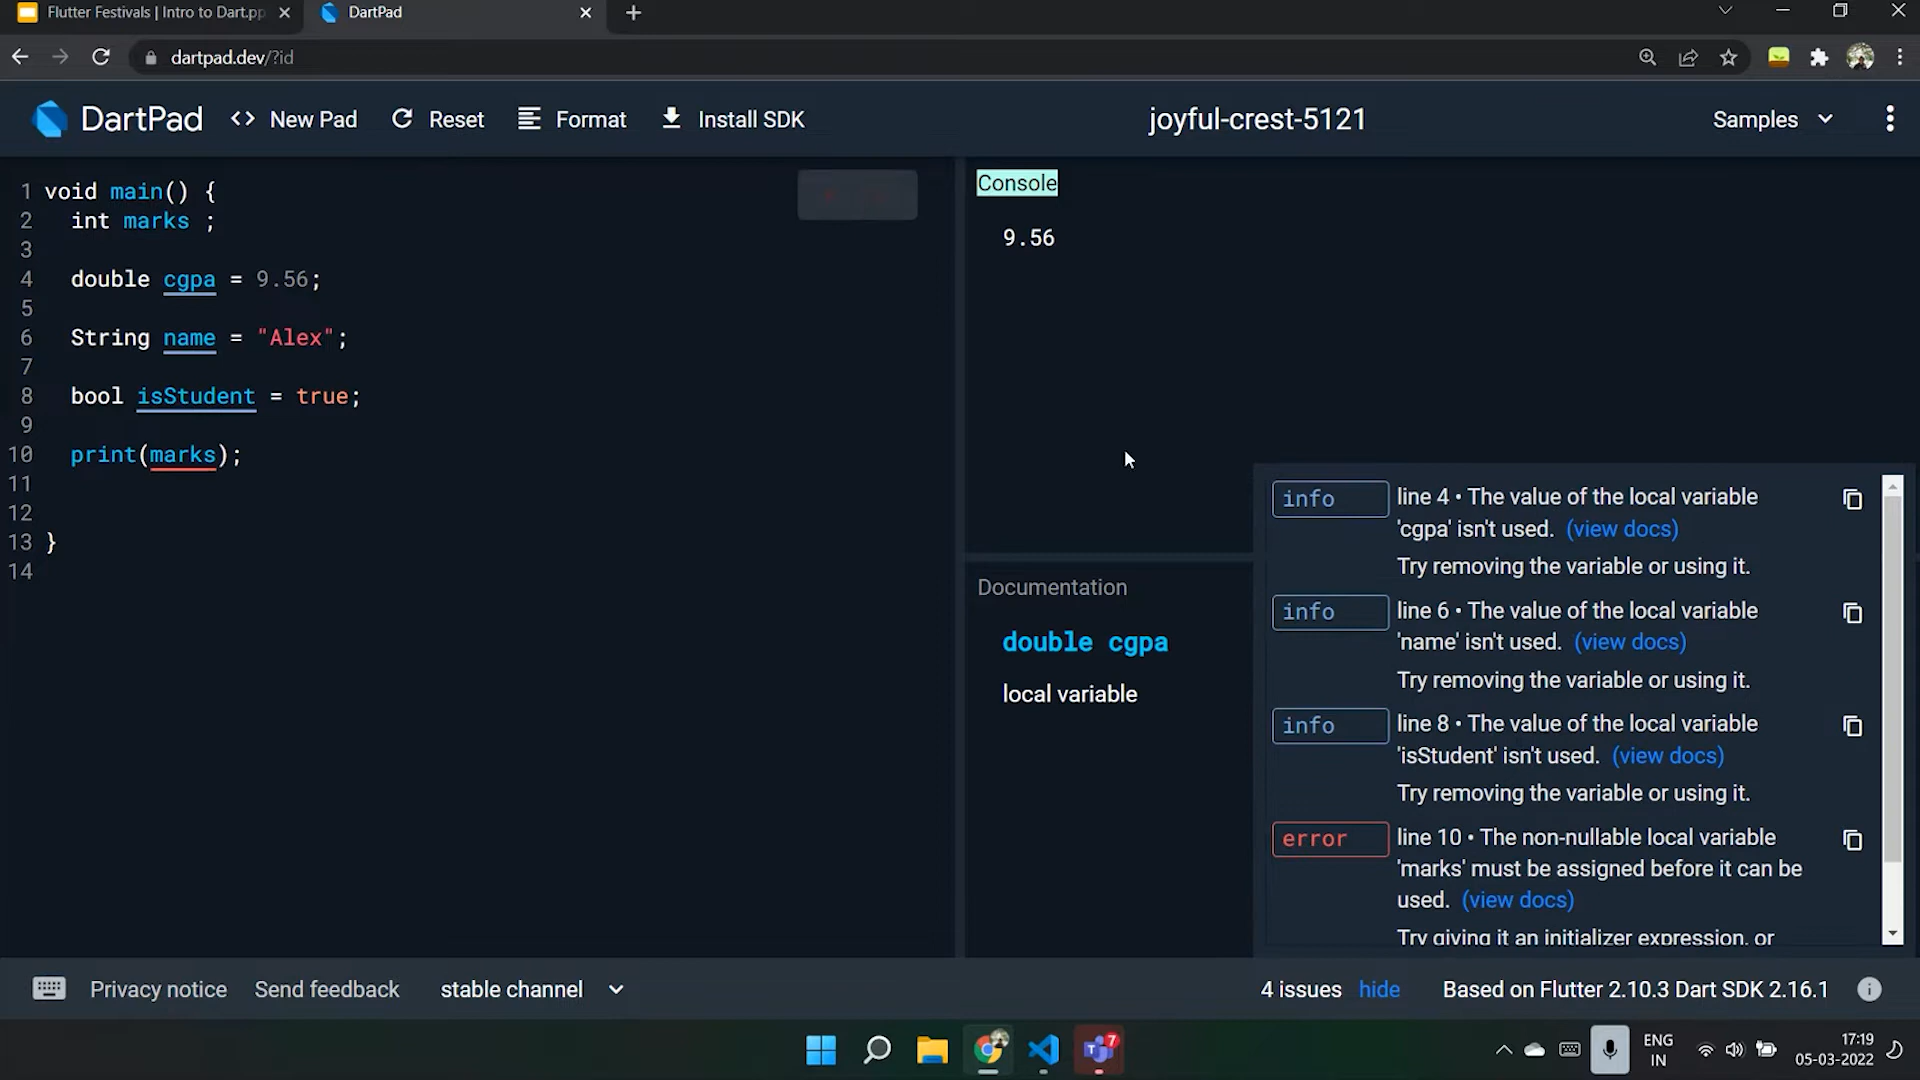 Flutter Festivals | Intro to Dart.pp
DartPad
dartpad.dev/?id
DartPad
<> New Pad
Reset
Format
Install SDK
joyful-crest-5121
Samples
1 void main() {
2 int marks ;
3
4 double cgpa = 9.56;
5
6 String name = "Alex";
7
8 bool isStudent = true;
9
10 print(marks);
11
12
13 }
14
Console
9.56
Documentation
double cgpa
local variable
info
line 4 • The value of the local variable
'cgpa' isn't used. (view docs)
Try removing the variable or using it.
info
line 6 • The value of the local variable
'name' isn't used. (view docs)
Try removing the variable or using it.
info
line 8 • The value of the local variable
'isStudent' isn't used. (view docs)
Try removing the variable or using it.
error
line 10 • The non-nullable local variable
'marks' must be assigned before it can be
used. (view docs)
Try giving it an initializer expression, or
Privacy notice
Send feedback
stable channel
4 issues hide
Based on Flutter 2.10.3 Dart SDK 2.16.1
T
7
ENG
IN
17:19
05-03-2022